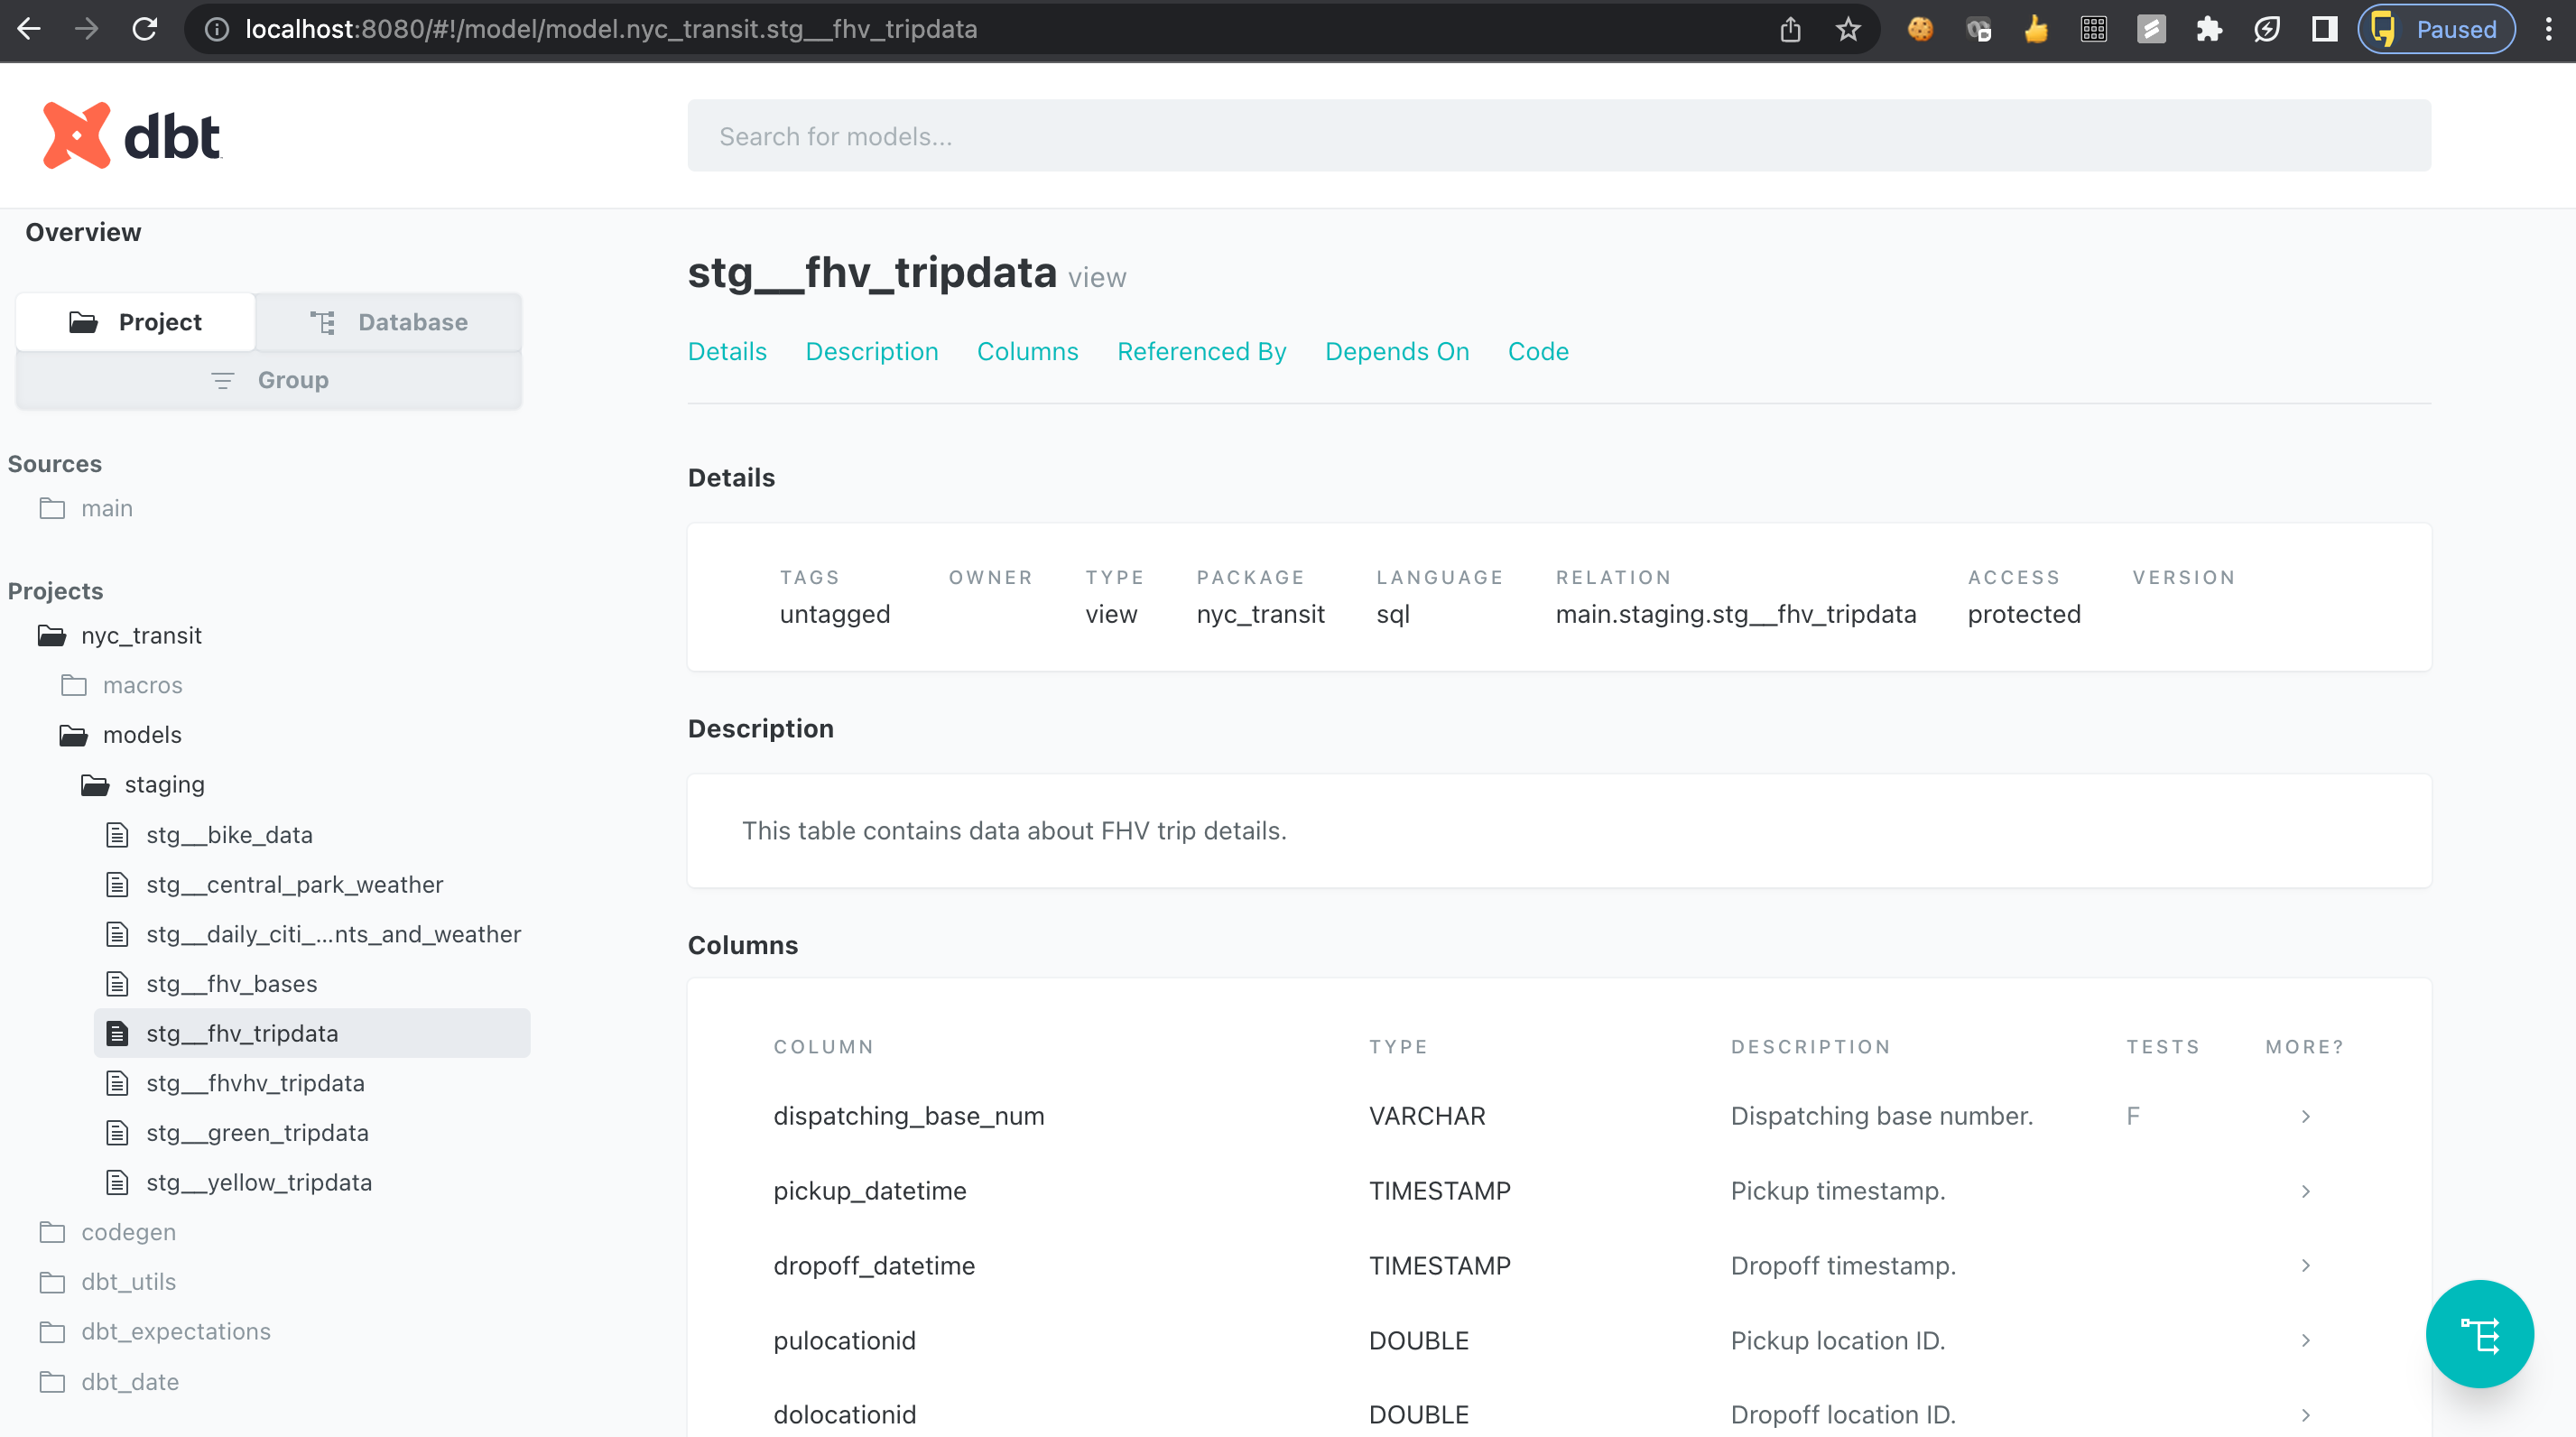 localhost:8080/#!/model/model.nyc_transit.stg__fhv_tripdata
Paused
dbt
Search for models...
Overview
Project
Database
Group
Sources
main
Projects
nyc_transit
macros
models
staging
stg__bike_data
stg__central_park_weather
stg__daily_citi_...nts_and_weather
stg__fhv_bases
stg__fhv_tripdata
stg__fhvhv_tripdata
stg__green_tripdata
stg__yellow_tripdata
codegen
dbt_utils
dbt_expectations
dbt_date
stg__fhv_tripdata view
Details Description Columns Referenced By Depends On Code
Details
TAGS OWNER TYPE PACKAGE LANGUAGE RELATION ACCESS VERSION
untagged view nyc_transit sql main.staging.stg__fhv_tripdata protected
Description
This table contains data about FHV trip details.
Columns
COLUMN TYPE DESCRIPTION TESTS MORE?
dispatching_base_num VARCHAR Dispatching base number. F
pickup_datetime TIMESTAMP Pickup timestamp.
dropoff_datetime TIMESTAMP Dropoff timestamp.
pulocationid DOUBLE Pickup location ID.
dolocationid DOUBLE Dropoff location ID.